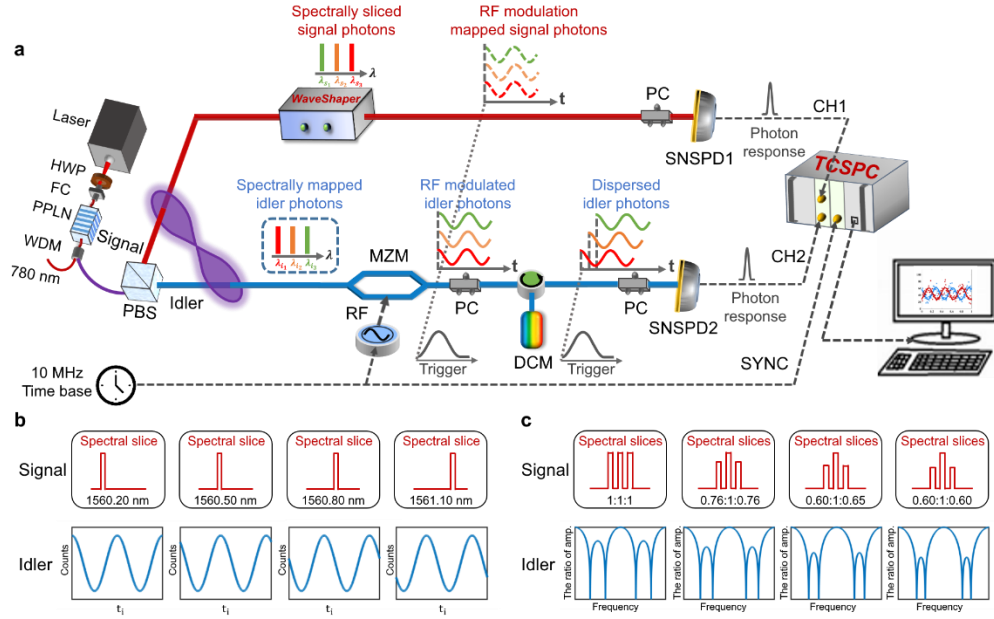 a
Spectrally sliced
signal photons
λ
λs1 λs2 λs3
WaveShaper
RF modulation
mapped signal photons
t
PC
SNSPD1
CH1
Photon
response
TCSPC
Laser
HWP
FC
PPLN
WDM
Signal
780 nm
PBS
Idler
Spectrally mapped
idler photons
λ
λi1 λi2 λi3
MZM
RF
RF modulated
idler photons
t
PC
Trigger
DCM
Dispersed
idler photons
t
PC
Trigger
SNSPD2
CH2
Photon
response
SYNC
10 MHz
Time base
b
Signal
Spectral slice
1560.20 nm
Spectral slice
1560.50 nm
Spectral slice
1560.80 nm
Spectral slice
1561.10 nm
Idler
Counts
ti
Counts
ti
Counts
ti
Counts
ti
c
Signal
Spectral slices
1:1:1
Spectral slices
0.76:1:0.76
Spectral slices
0.60:1:0.65
Spectral slices
0.60:1:0.60
Idler
The ratio of amp.
Frequency
The ratio of amp.
Frequency
The ratio of amp.
Frequency
The ratio of amp.
Frequency